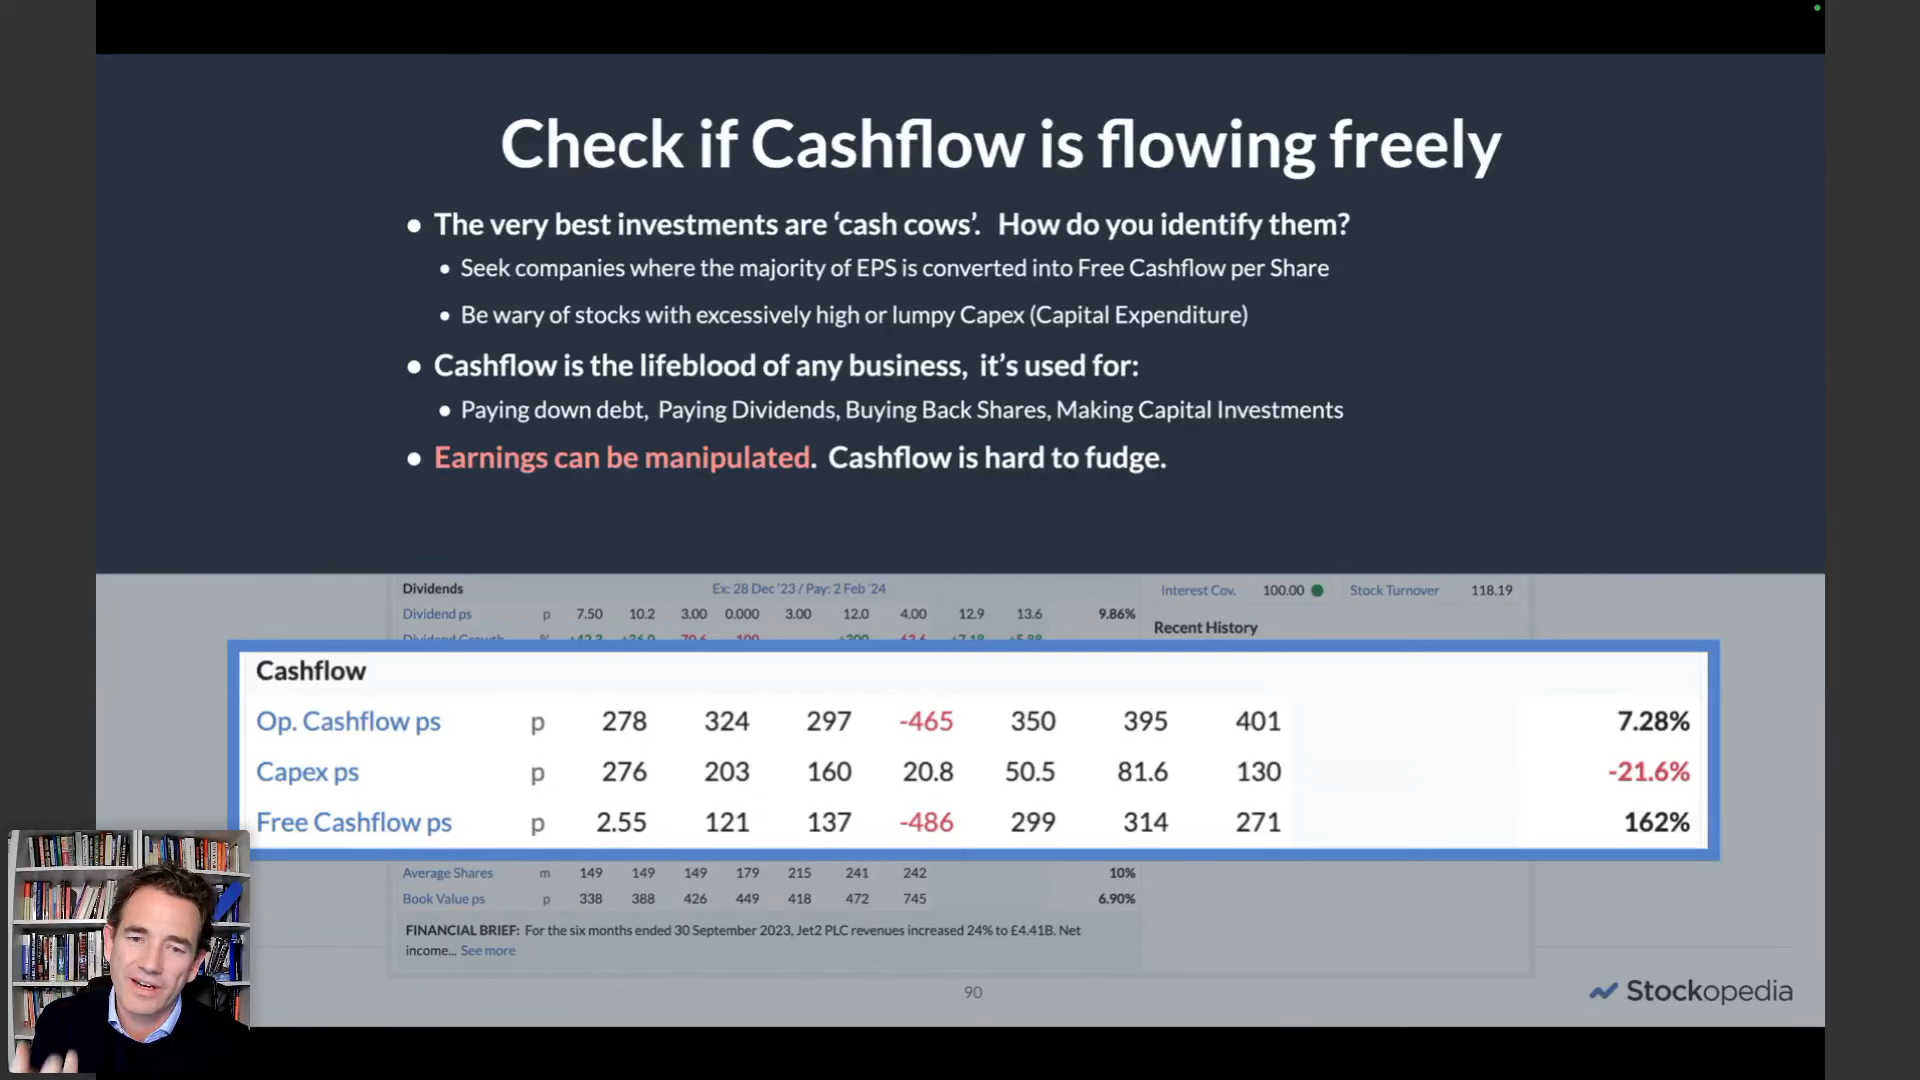 Check if Cashflow is flowing freely
• The very best investments are ‘cash cows’. How do you identify them?
• Seek companies where the majority of EPS is converted into Free Cashflow per Share
• Be wary of stocks with excessively high or lumpy Capex (Capital Expenditure)
• Cashflow is the lifeblood of any business, it’s used for:
• Paying down debt, Paying Dividends, Buying Back Shares, Making Capital Investments
• Earnings can be manipulated. Cashflow is hard to fudge.
Dividends Ex: 28 Dec '23 / Pay: 2 Feb '24 Interest Cov. 100.00 Stock Turnover 118.19
Dividend ps p 7.50 10.2 3.00 0.000 3.00 12.0 4.00 12.9 13.6 9.86%
Recent History
Cashflow
Op. Cashflow ps p 278 324 297 -465 350 395 401 7.28%
Capex ps p 276 203 160 20.8 50.5 81.6 130 -21.6%
Free Cashflow ps p 2.55 121 137 -486 299 314 271 162%
Average Shares m 149 149 149 179 215 241 242 10%
Book Value ps p 338 388 426 449 418 472 745 6.90%
FINANCIAL BRIEF: For the six months ended 30 September 2023, Jet2 PLC revenues increased 24% to £4.41B. Net
income... See more
90
Stockopedia